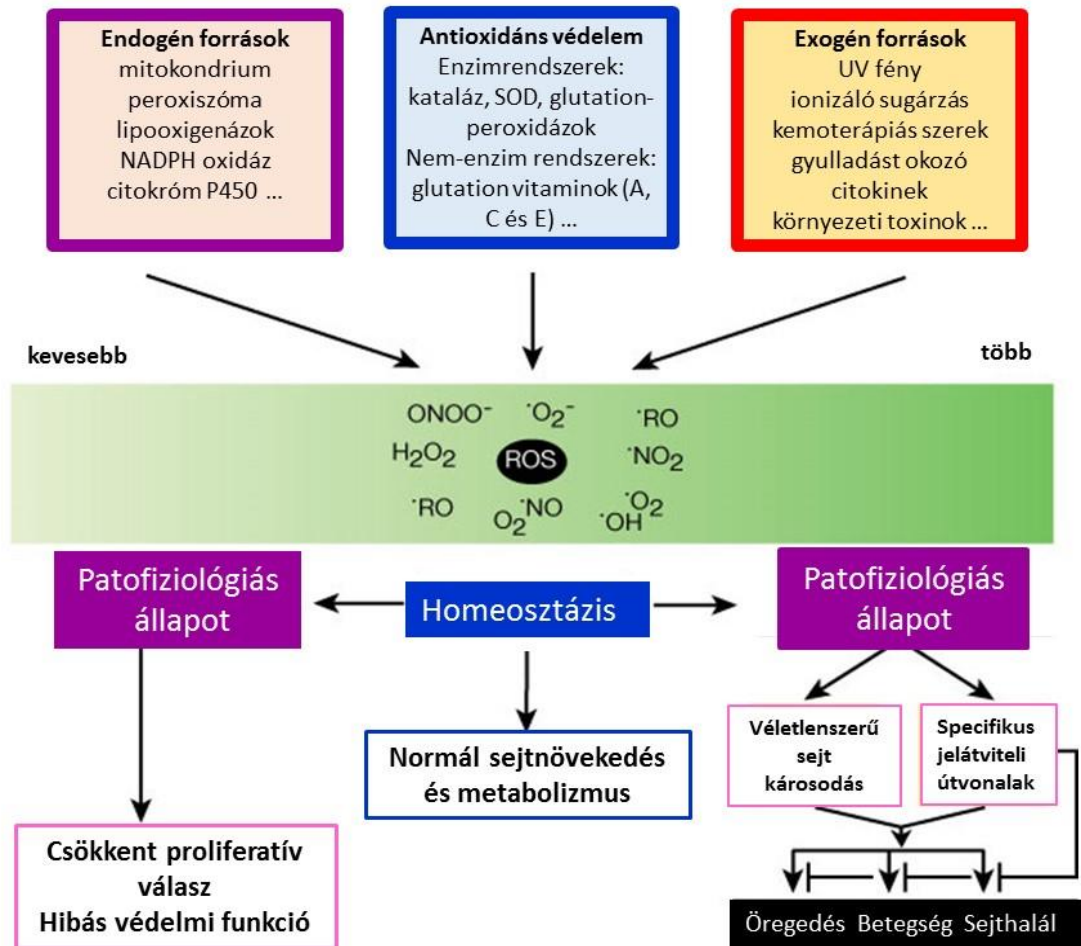 Endogén források
mitokondrium
peroxiszóma
lipooxigenázok
NADPH oxidáz
citokróm P450 ...
Antioxidáns védelem
Enzimrendszerek:
kataláz, SOD, glutation-
peroxidázok
Nem-enzim rendszerek:
glutation vitaminok (A,
C és E) ...
Exogén források
UV fény
ionizáló sugárzás
kemoterápiás szerek
gyulladást okozó
citokinek
környezeti toxinok ...
kevesebb
több
ONOO⁻ ·O₂⁻ ·RO
H₂O₂ ROS ·NO₂
·RO O₂ ·NO ·OH ·O₂
Patofiziológiás
állapot
Homeosztázis
Patofiziológiás
állapot
Normál sejtnövekedés
és metabolizmus
Véletlenszerű
sejt
károsodás
Specifikus
jelátviteli
útvonalak
Csökkent proliferatív
válasz
Hibás védelmi funkció
Öregedés Betegség Sejthalál